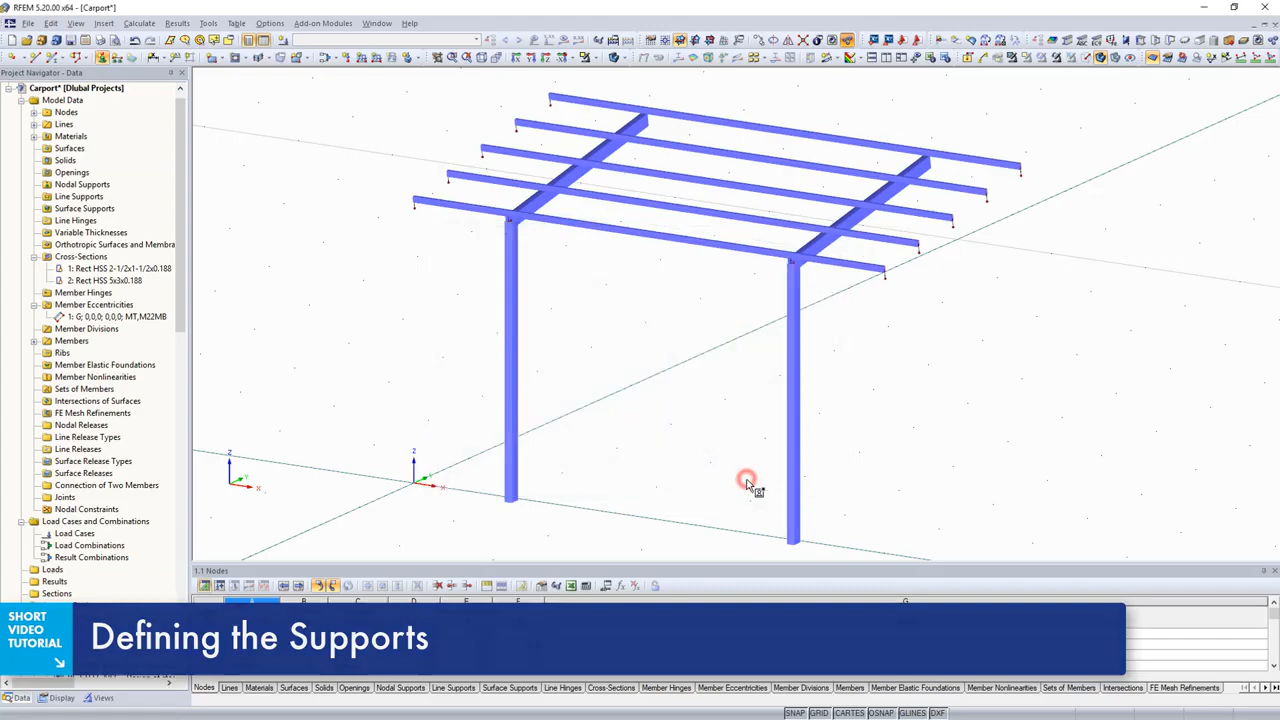 RFEM 5.20.00 x64 - [Carport*]
File Edit View Insert Calculate Results Tools Table Options Add-on Modules Window Help
Project Navigator - Data
Carport* [Dlubal Projects]
Model Data
Nodes
Lines
Materials
Surfaces
Solids
Openings
Nodal Supports
Line Supports
Surface Supports
Line Hinges
Variable Thicknesses
Orthotropic Surfaces and Membra
Cross-Sections
1: Rect HSS 2-1/2x1-1/2x0.188
2: Rect HSS 5x3x0.188
Member Hinges
Member Eccentricities
1: G; 0,0,0; 0,0,0; MT,M22MB
Member Divisions
Members
Ribs
Member Elastic Foundations
Member Nonlinearities
Sets of Members
Intersections of Surfaces
FE Mesh Refinements
Nodal Releases
Line Release Types
Line Releases
Surface Release Types
Surface Releases
Connection of Two Members
Joints
Nodal Constraints
Load Cases and Combinations
Load Cases
Load Combinations
Result Combinations
Loads
Results
Sections
Z
Y
X
Z
X
1.1 Nodes
SHORT
VIDEO
TUTORIAL
Defining the Supports
Data Display Views
Nodes Lines Materials Surfaces Solids Openings Nodal Supports Line Supports Surface Supports Line Hinges Cross-Sections Member Hinges Member Eccentricities Member Divisions Members Member Elastic Foundations Member Nonlinearities Sets of Members Intersections FE Mesh Refinements
SNAP GRID CARTES OSNAP GLINES DXF